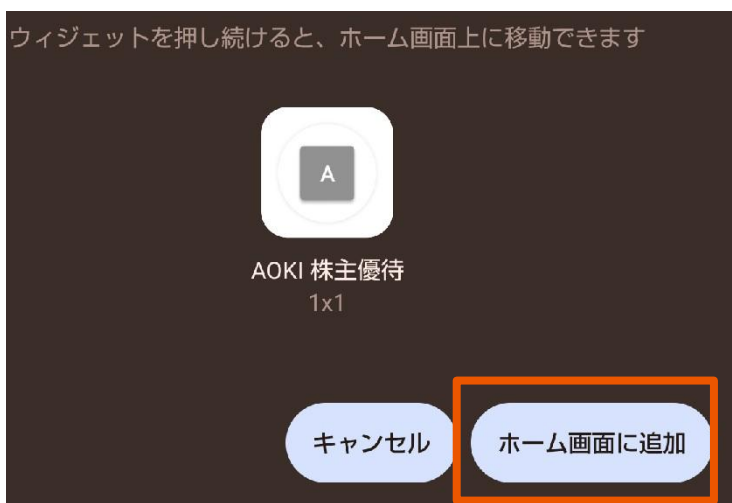 ウィジェットを押し続けると、ホーム画面上に移動できます
A
AOKI 株主優待
1x1
キャンセル
ホーム画面に追加